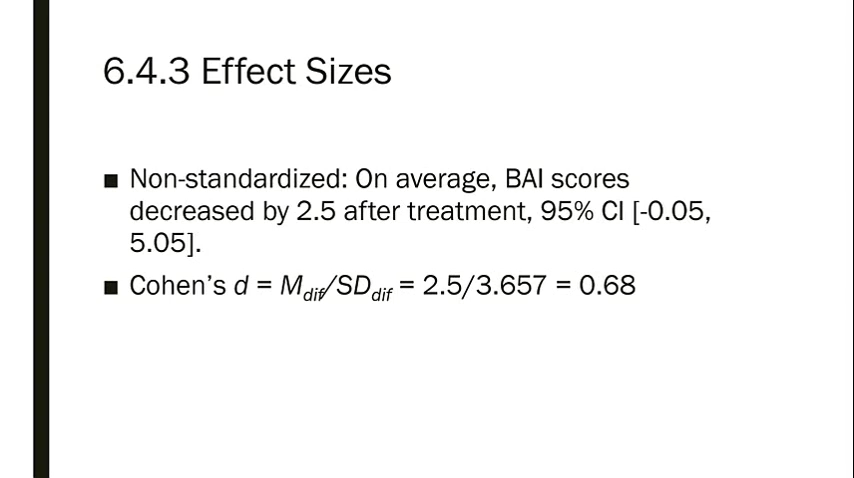 6.4.3 Effect Sizes
■ Non-standardized: On average, BAI scores
decreased by 2.5 after treatment, 95% CI [-0.05,
5.05].
■ Cohen’s d = Mdif/SDdif = 2.5/3.657 = 0.68